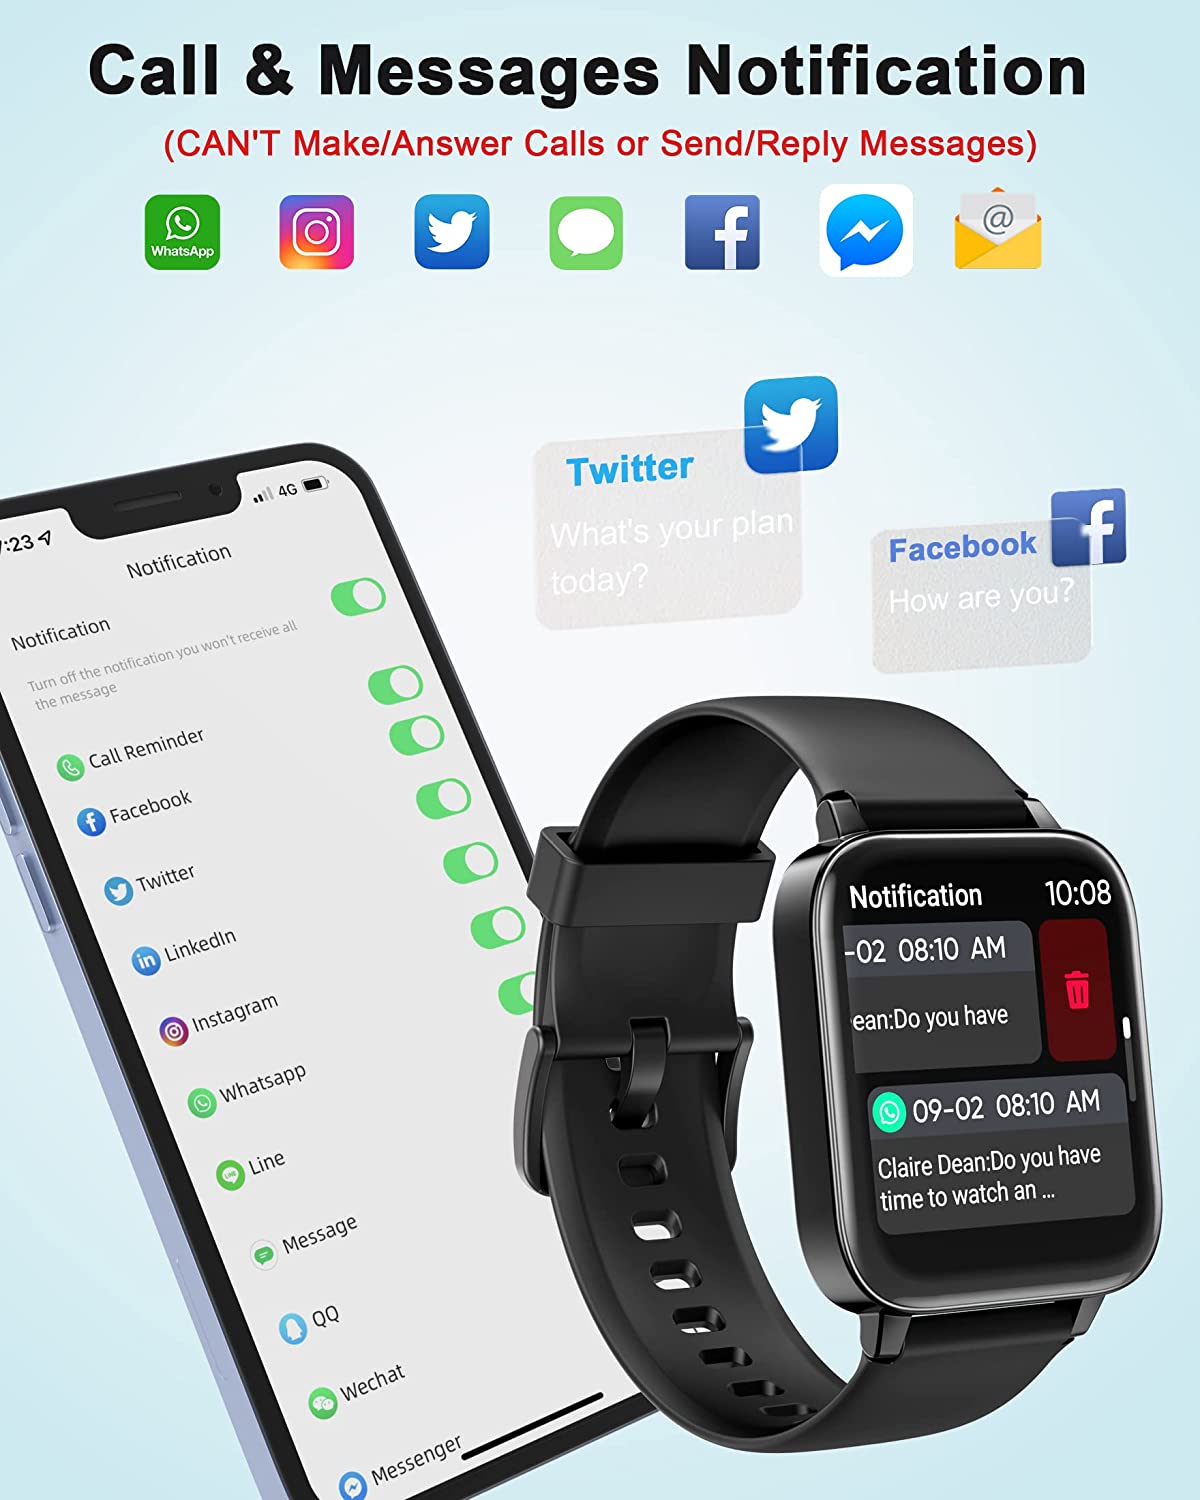 Call & Messages Notification
(CAN'T Make/Answer Calls or Send/Reply Messages)
WhatsApp
@
Twitter
What's your plan
today?
Facebook
How are you?
:23
4G
Notification
Notification
Turn off the notification you won't receive all
the message
Call Reminder
Facebook
Twitter
LinkedIn
Instagram
Whatsapp
Line
Message
QQ
Wechat
Messenger
Notification 10:08
-02 08:10 AM
ean:Do you have
09-02 08:10 AM
Claire Dean:Do you have
time to watch an ...